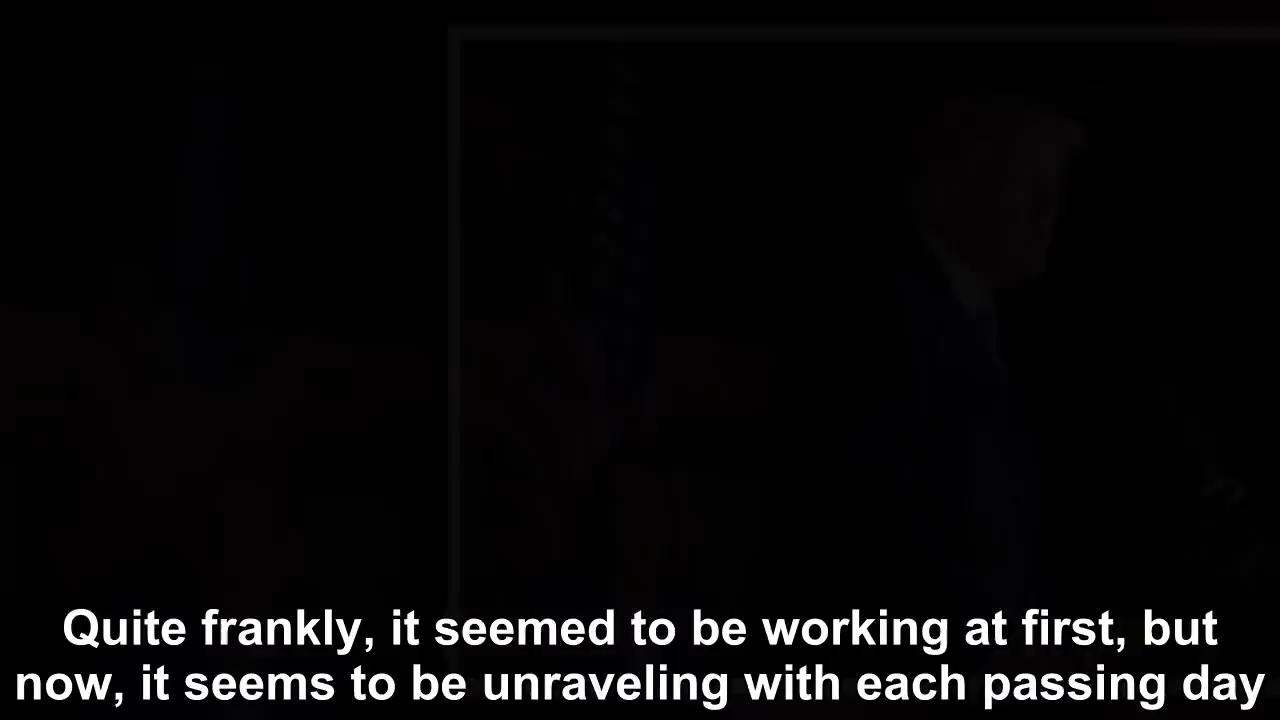 Quite frankly, it seemed to be working at first, but
now, it seems to be unraveling with each passing day